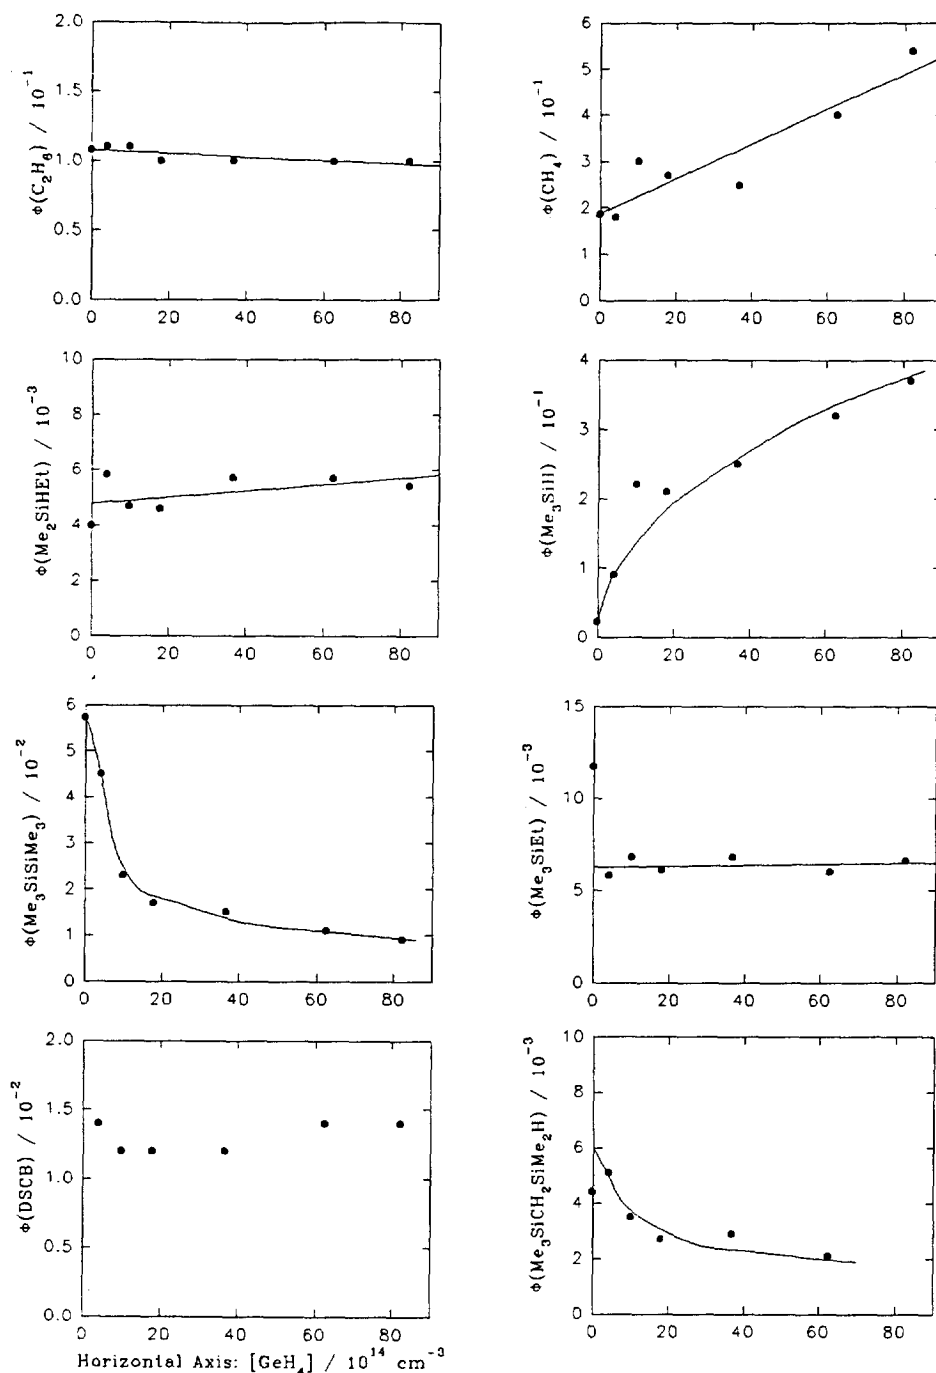 Φ(C₂H₆) / 10⁻¹
2.0
1.5
1.0
0.5
0.0
0 20 40 60 80
Φ(CH₄) / 10⁻¹
6
5
4
3
2
1
0
0 20 40 60 80
Φ(Me₂SiHEt) / 10⁻³
10
8
6
4
2
0
0 20 40 60 80
Φ(Me₃SiH) / 10⁻¹
4
3
2
1
0
0 20 40 60 80
Φ(Me₃SiSiMe₃) / 10⁻²
6
5
4
3
2
1
0
0 20 40 60 80
Φ(Me₃SiEt) / 10⁻³
15
10
5
0
0 20 40 60 80
Φ(DSCB) / 10⁻²
2.0
1.5
1.0
0.5
0.0
0 20 40 60 80
Φ(Me₃SiCH₂SiMe₂H) / 10⁻³
10
8
6
4
2
0
0 20 40 60 80
Horizontal Axis: [GeH₄] / 10¹⁴ cm⁻³